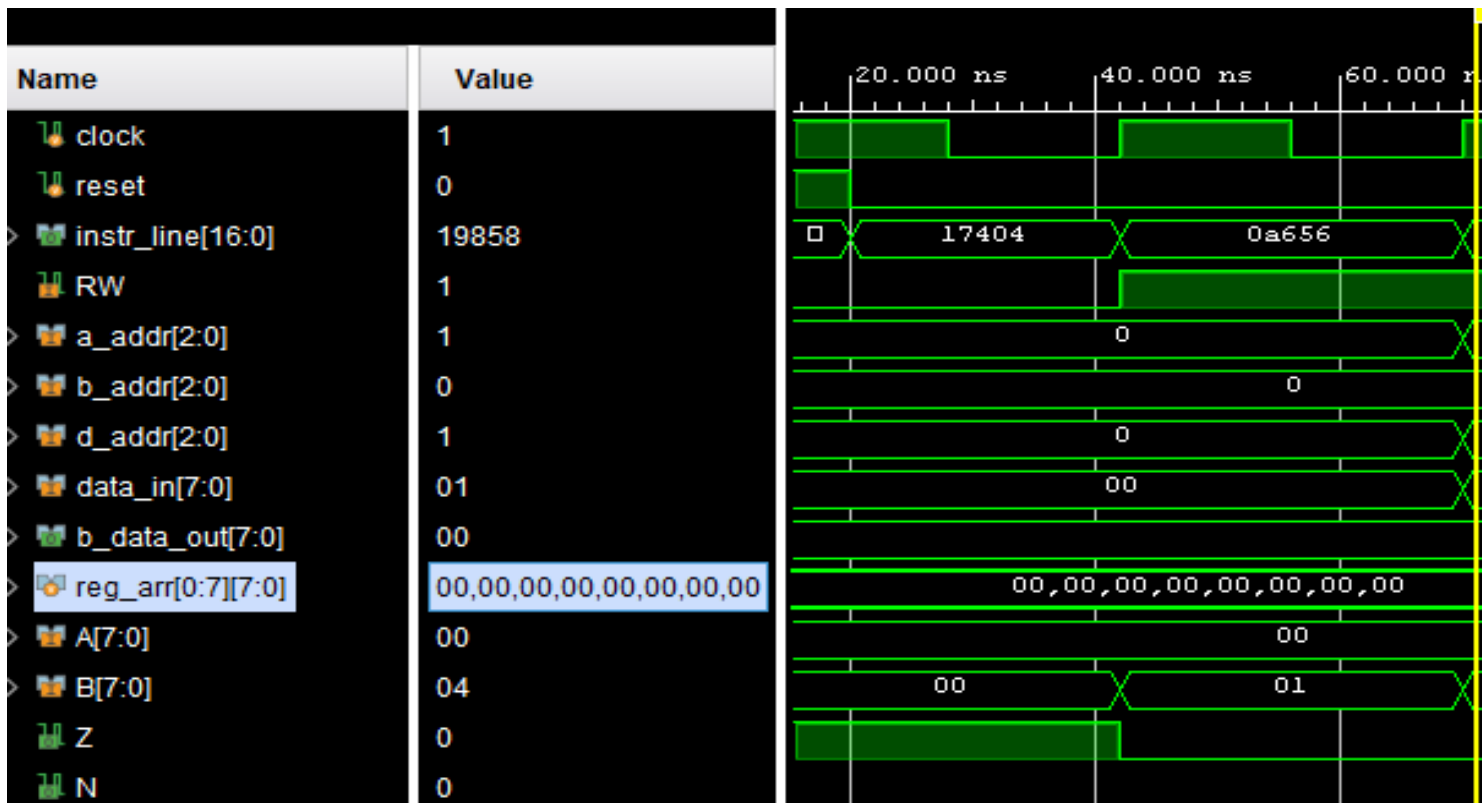 Name Value 20.000 ns 40.000 ns 60.000
clock 1
reset 0
instr_line[16:0] 19858 17404 0a656
RW 1
a_addr[2:0] 1 0
b_addr[2:0] 0 0
d_addr[2:0] 1 0
data_in[7:0] 01 00
b_data_out[7:0] 00
reg_arr[0:7][7:0] 00,00,00,00,00,00,00,00 00,00,00,00,00,00,00,00
A[7:0] 00 00
B[7:0] 04 00 01
Z 0
N 0